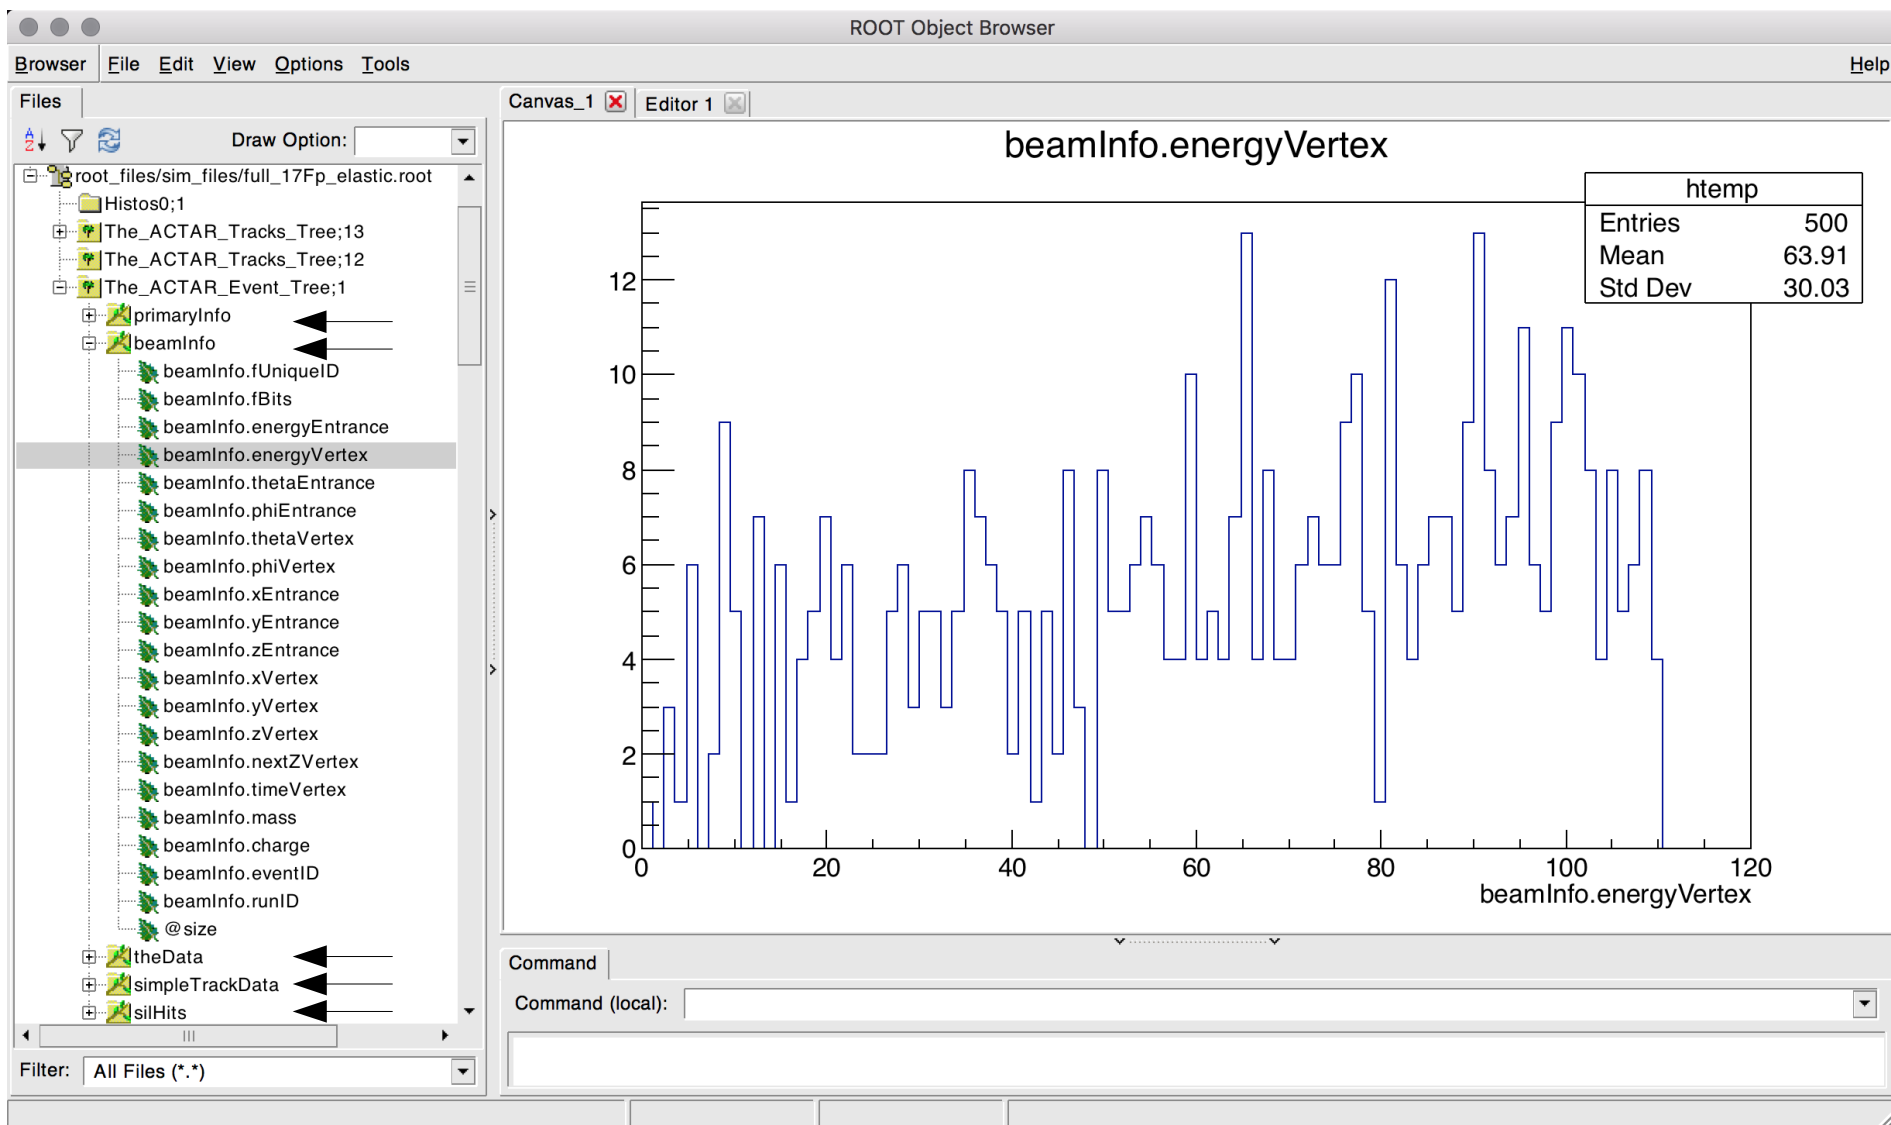 ROOT Object Browser
Browser File Edit View Options Tools Help
Files
Draw Option:
root_files/sim_files/full_17Fp_elastic.root
Histos0;1
The_ACTAR_Tracks_Tree;13
The_ACTAR_Tracks_Tree;12
The_ACTAR_Event_Tree;1
primaryInfo
beamInfo
beamInfo.fUniqueID
beamInfo.fBits
beamInfo.energyEntrance
beamInfo.energyVertex
beamInfo.thetaEntrance
beamInfo.phiEntrance
beamInfo.thetaVertex
beamInfo.phiVertex
beamInfo.xEntrance
beamInfo.yEntrance
beamInfo.zEntrance
beamInfo.xVertex
beamInfo.yVertex
beamInfo.zVertex
beamInfo.nextZVertex
beamInfo.timeVertex
beamInfo.mass
beamInfo.charge
beamInfo.eventID
beamInfo.runID
@size
theData
simpleTrackData
silHits
Filter: All Files (*.*)
Canvas_1 Editor 1
beamInfo.energyVertex
htemp
Entries 500
Mean 63.91
Std Dev 30.03
12
10
8
6
4
2
0
0 20 40 60 80 100 120
beamInfo.energyVertex
Command
Command (local):